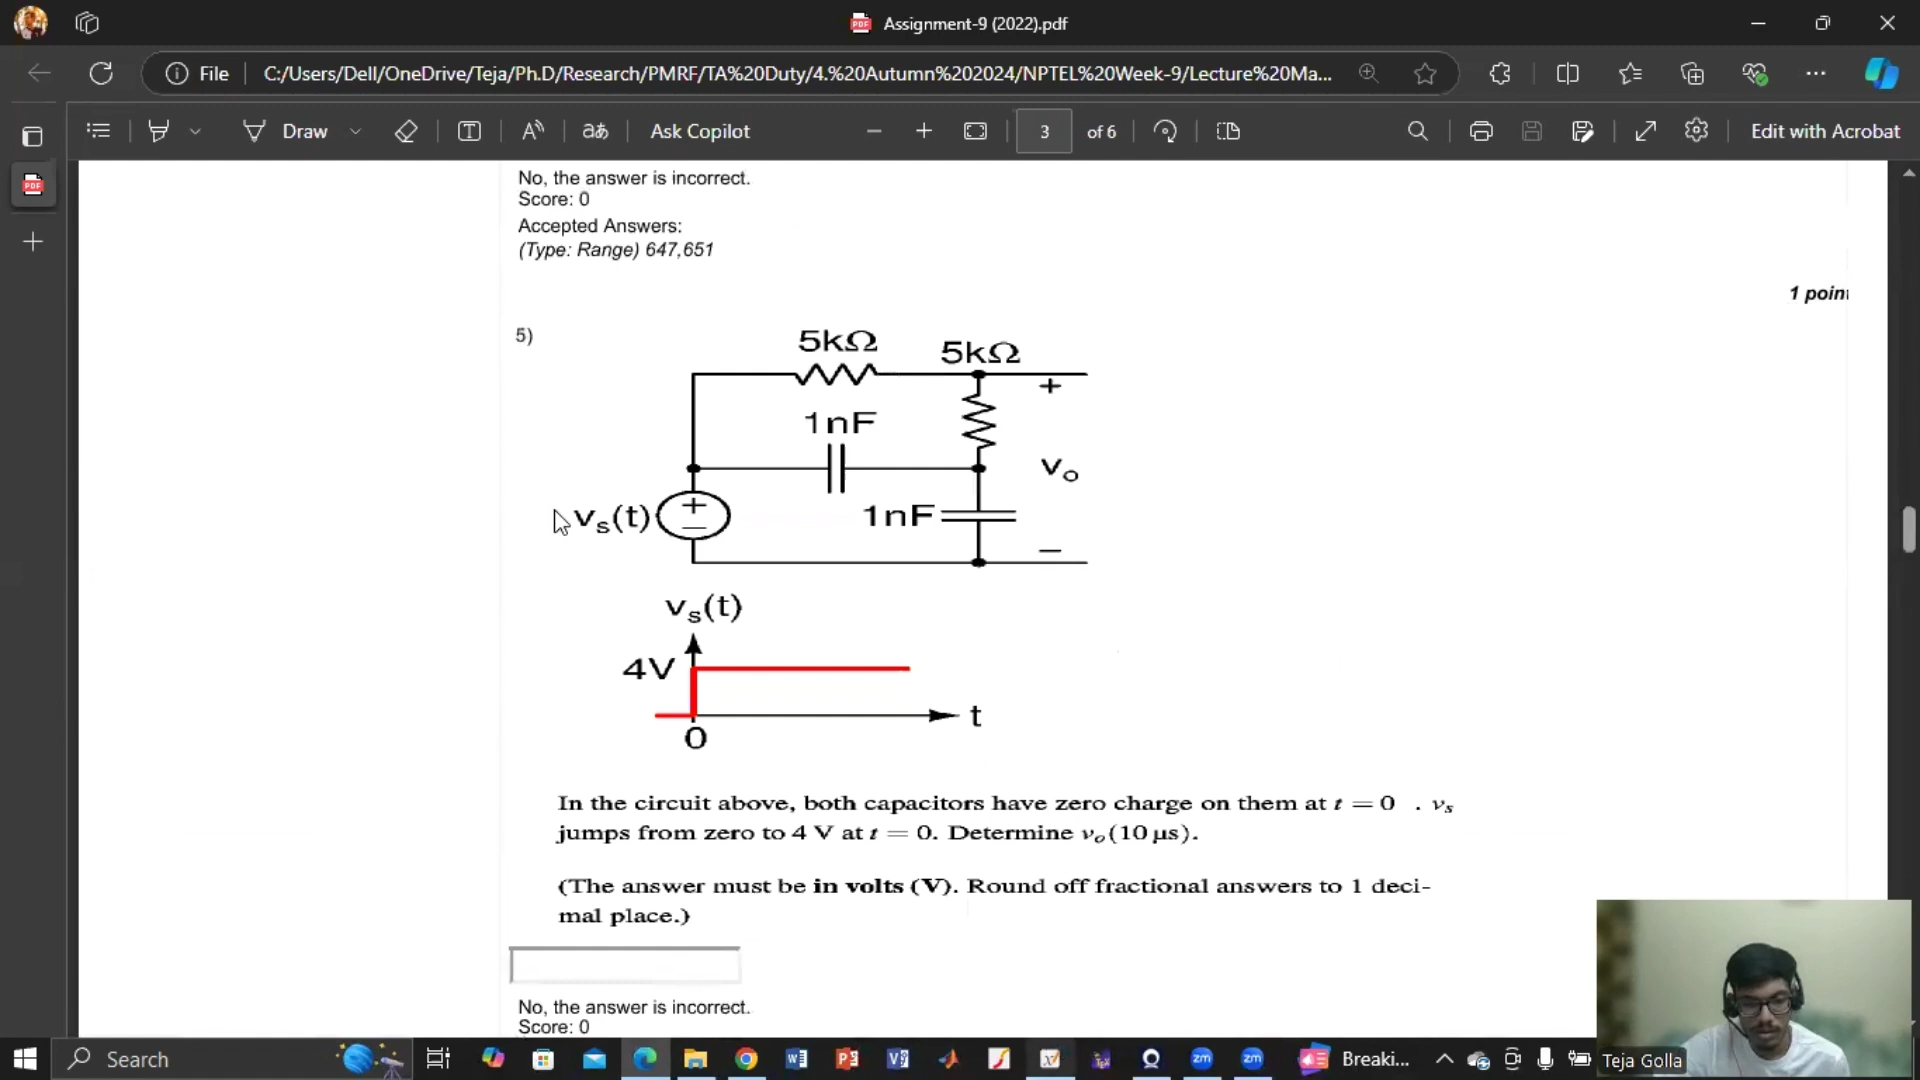 Assignment-9 (2022).pdf
File
C:/Users/Dell/OneDrive/Teja/Ph.D/Research/PMRF/TA%20Duty/4.%20Autumn%202024/NPTEL%20Week-9/Lecture%20Ma...
Draw
Ask Copilot
3
of 6
Edit with Acrobat
No, the answer is incorrect.
Score: 0
Accepted Answers:
(Type: Range) 647,651
1 poin
5)
5kΩ
5kΩ
+
1nF
vo
vs(t)
+
−
1nF
−
vs(t)
4V
t
0
In the circuit above, both capacitors have zero charge on them at t = 0 . vs
jumps from zero to 4 V at t = 0. Determine vo(10 μs).
(The answer must be in volts (V). Round off fractional answers to 1 deci-
mal place.)
No, the answer is incorrect.
Score: 0
Teja Golla
Search
Breaki...